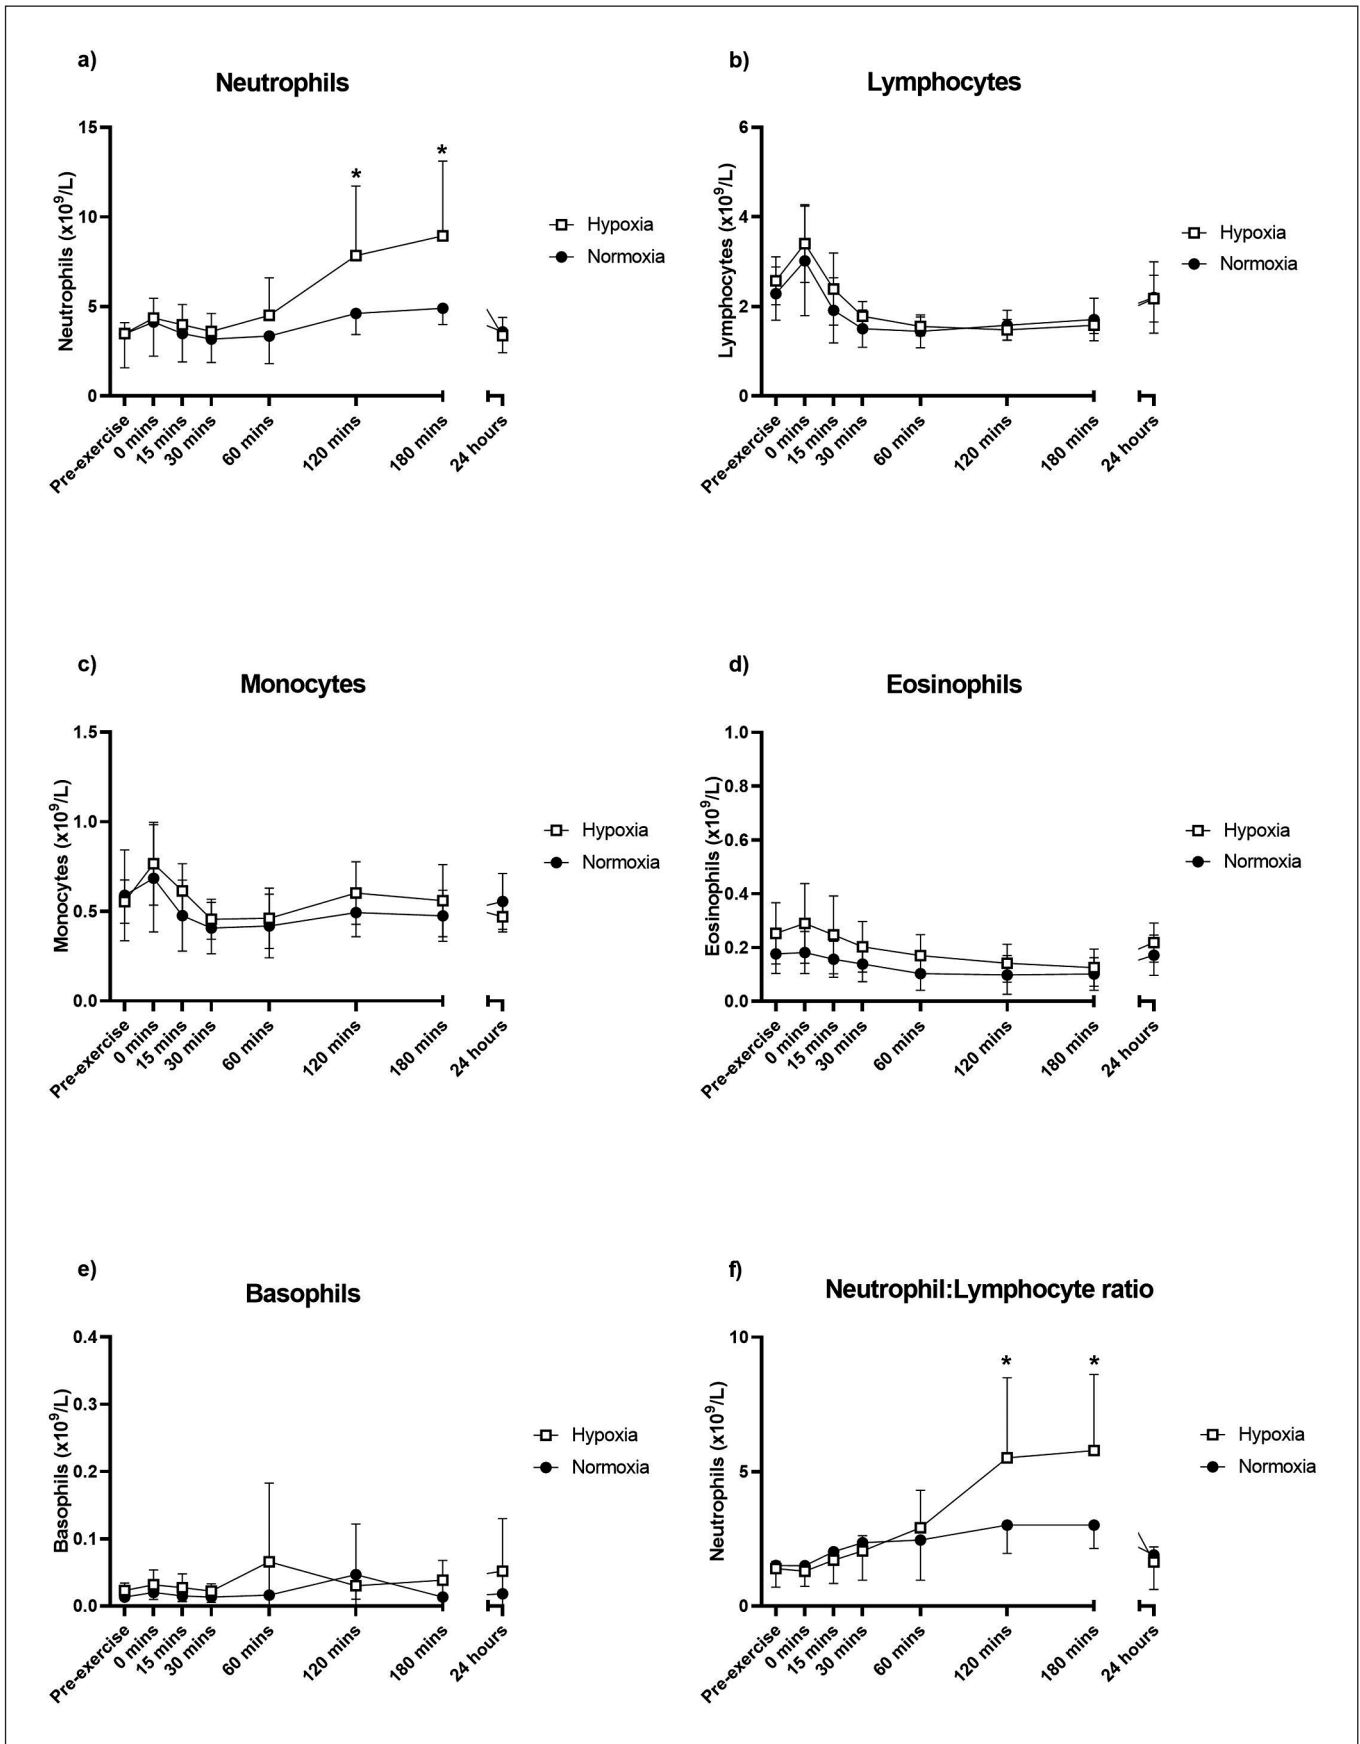 a)
Neutrophils
Neutrophils (x10⁹/L)
15
10
5
0
*
*
Hypoxia
Normoxia
Pre-exercise
0 mins
15 mins
30 mins
60 mins
120 mins
180 mins
24 hours
b)
Lymphocytes
Lymphocytes (x10⁹/L)
6
4
2
0
Hypoxia
Normoxia
Pre-exercise
0 mins
15 mins
30 mins
60 mins
120 mins
180 mins
24 hours
c)
Monocytes
Monocytes (x10⁹/L)
1.5
1.0
0.5
0.0
Hypoxia
Normoxia
Pre-exercise
0 mins
15 mins
30 mins
60 mins
120 mins
180 mins
24 hours
d)
Eosinophils
Eosinophils (x10⁹/L)
1.0
0.8
0.6
0.4
0.2
0.0
Hypoxia
Normoxia
Pre-exercise
0 mins
15 mins
30 mins
60 mins
120 mins
180 mins
24 hours
e)
Basophils
Basophils (x10⁹/L)
0.4
0.3
0.2
0.1
0.0
Hypoxia
Normoxia
Pre-exercise
0 mins
15 mins
30 mins
60 mins
120 mins
180 mins
24 hours
f)
Neutrophil:Lymphocyte ratio
Neutrophils (x10⁹/L)
10
5
0
*
*
Hypoxia
Normoxia
Pre-exercise
0 mins
15 mins
30 mins
60 mins
120 mins
180 mins
24 hours